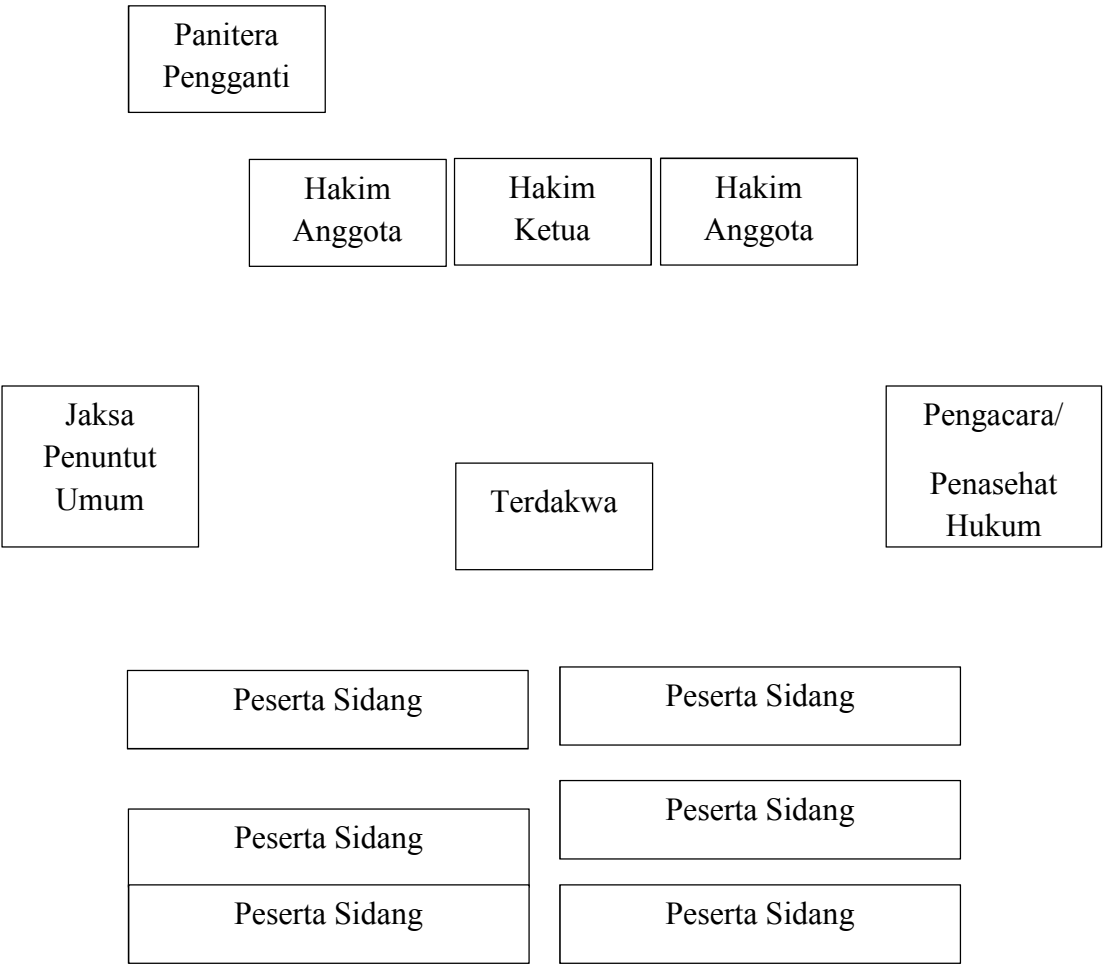 Panitera
Pengganti
Hakim
Anggota
Hakim
Ketua
Hakim
Anggota
Jaksa
Penuntut
Umum
Terdakwa
Pengacara/
Penasehat
Hukum
Peserta Sidang
Peserta Sidang
Peserta Sidang
Peserta Sidang
Peserta Sidang
Peserta Sidang